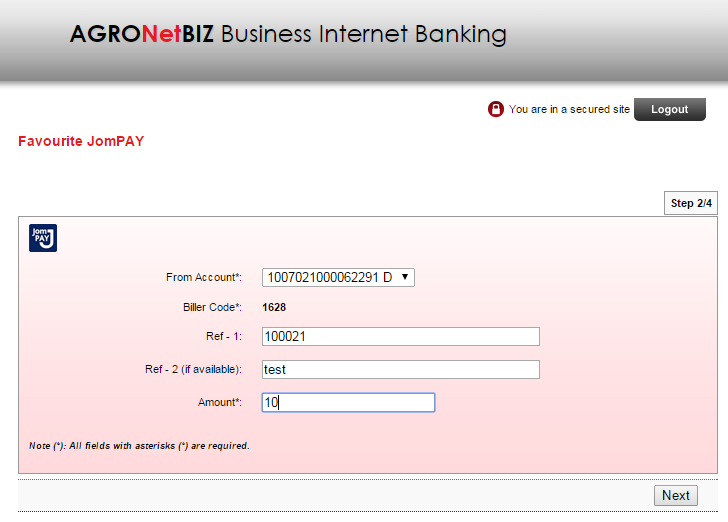 AGRONetBIZ Business Internet Banking
You are in a secured site Logout
Favourite JomPAY
Step 2/4
Jom
PAY
From Account*: 1007021000062291 D
Biller Code*: 1628
Ref - 1: 100021
Ref - 2 (if available): test
Amount*: 10
Note (*): All fields with asterisks (*) are required.
Next